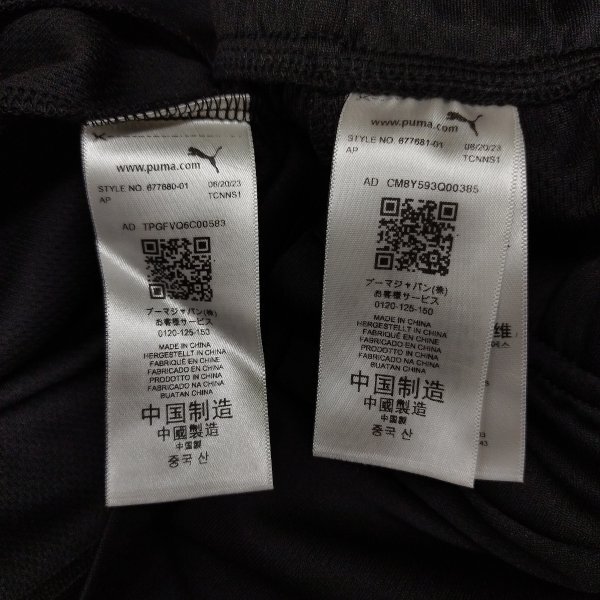 www.puma.com
STYLE NO. 677680-01 08/20/23
AP TCNNS1
AD TPGFVQ6C00583
プーマジャパン(株)
お客様サービス
0120-125-150
MADE IN CHINA
HERGESTELLT IN CHINA
FABRIQUÉ EN CHINE
FABRICADO EN CHINA
PRODOTTO IN CHINA
FABRICADO NA CHINA
BUATAN CHINA
中国制造
中國製造
中国製
중국 산
www.puma.com
STYLE NO. 677681-01 08/20/23
AP TCNNS1
AD CM8Y593Q00385
プーマジャパン(株)
お客様サービス
0120-125-150
MADE IN CHINA
HERGESTELLT IN CHINA
FABRIQUÉ EN CHINE
FABRICADO EN CHINA
PRODOTTO IN CHINA
FABRICADO NA CHINA
BUATAN CHINA
中国制造
中國製造
中国製
중국 산
维
에스